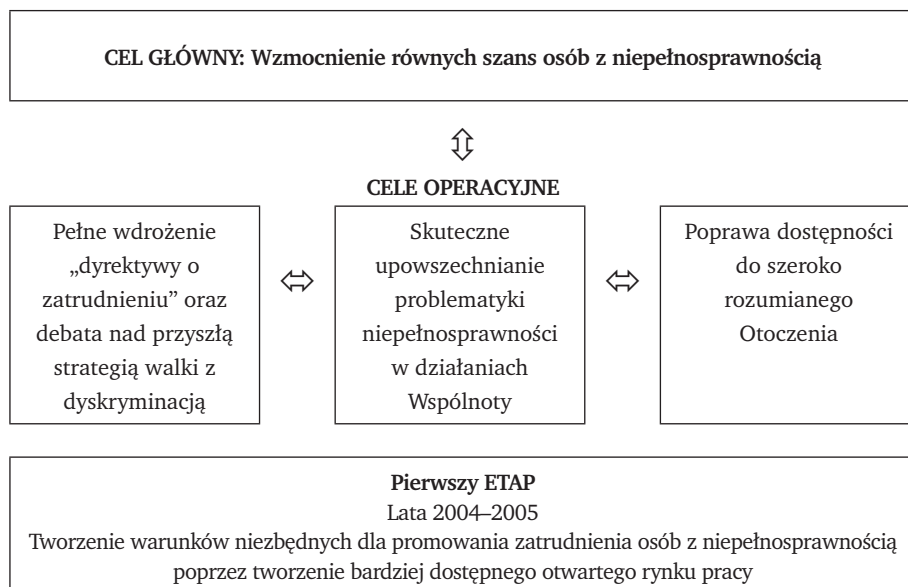 CEL GŁÓWNY: Wzmocnienie równych szans osób z niepełnosprawnością
CELE OPERACYJNE
Pełne wdrożenie
„dyrektywy o
zatrudnieniu” oraz
debata nad przyszłą
strategią walki z
dyskryminacją
Skuteczne
upowszechnianie
problematyki
niepełnosprawności
w działaniach
Wspólnoty
Poprawa dostępności
do szeroko
rozumianego
Otoczenia
Pierwszy ETAP
Lata 2004–2005
Tworzenie warunków niezbędnych dla promowania zatrudnienia osób z niepełnosprawnością
poprzez tworzenie bardziej dostępnego otwartego rynku pracy